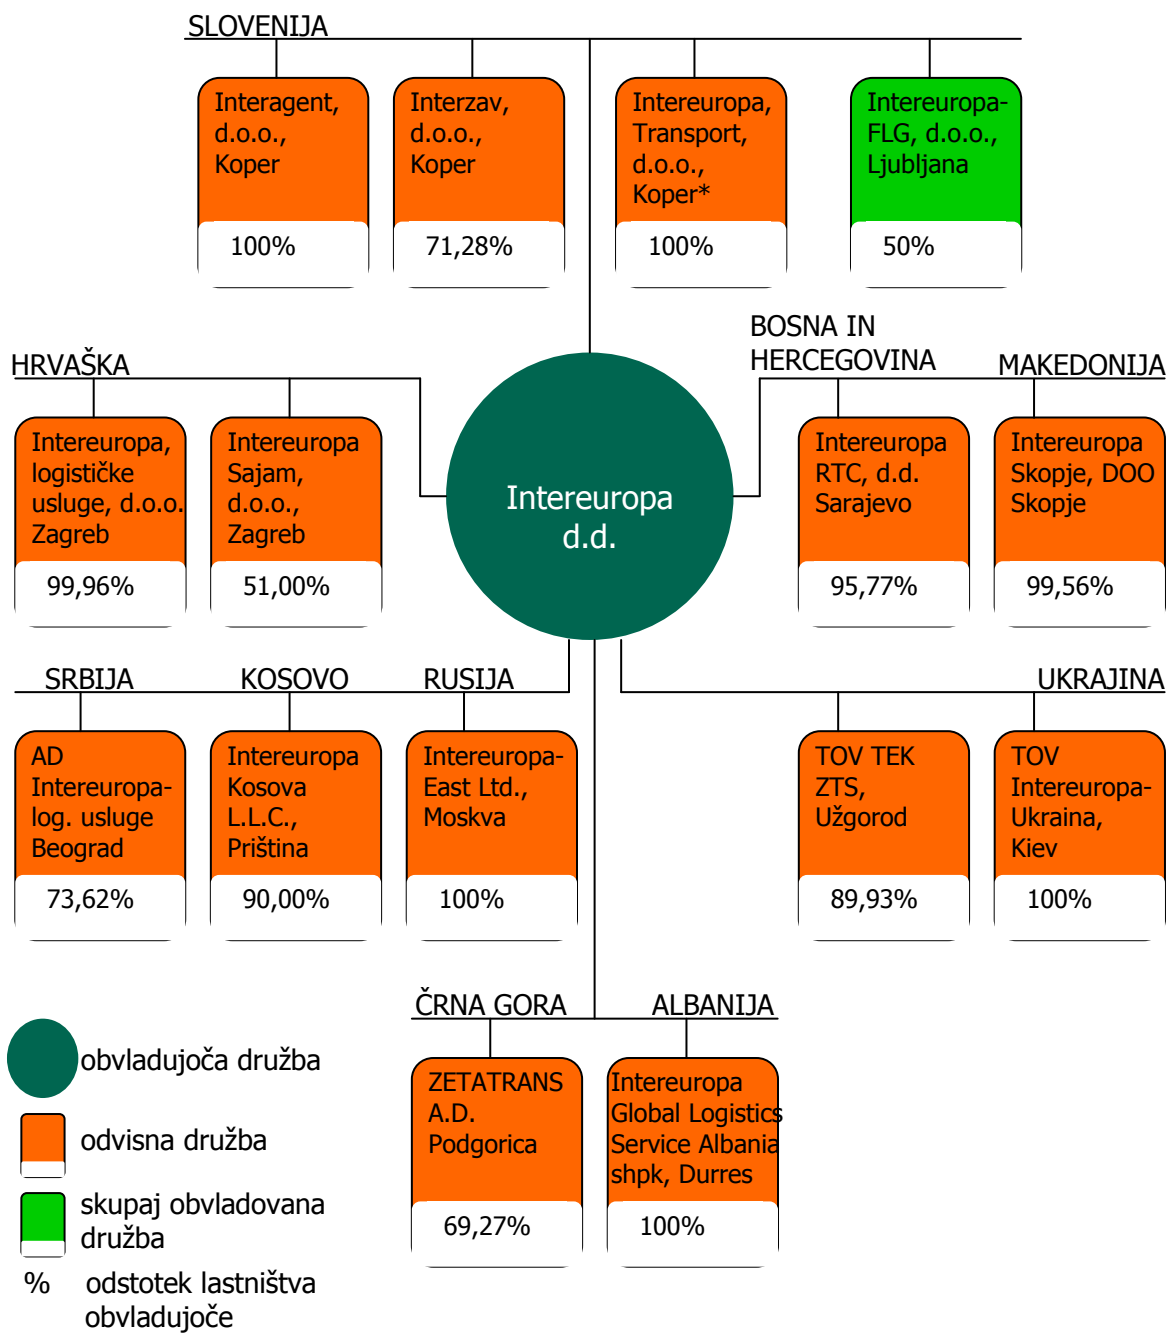 SLOVENIJA
Interagent,
d.o.o.,
Koper
100%
Interzav,
d.o.o.,
Koper
71,28%
Intereuropa,
Transport,
d.o.o.,
Koper*
100%
Intereuropa-
FLG, d.o.o.,
Ljubljana
50%
HRVAŠKA
Intereuropa,
logističke
usluge, d.o.o.
Zagreb
99,96%
Intereuropa
Sajam,
d.o.o.,
Zagreb
51,00%
Intereuropa
d.d.
BOSNA IN
HERCEGOVINA
Intereuropa
RTC, d.d.
Sarajevo
95,77%
MAKEDONIJA
Intereuropa
Skopje, DOO
Skopje
99,56%
SRBIJA
AD
Intereuropa-
log. usluge
Beograd
73,62%
KOSOVO
Intereuropa
Kosova
L.L.C.,
Priština
90,00%
RUSIJA
Intereuropa-
East Ltd.,
Moskva
100%
UKRAJINA
TOV TEK
ZTS,
Užgorod
89,93%
TOV
Intereuropa-
Ukraina,
Kiev
100%
ČRNA GORA
ZETATRANS
A.D.
Podgorica
69,27%
ALBANIJA
Intereuropa
Global Logistics
Service Albania
shpk, Durres
100%
obvladujoča družba
odvisna družba
skupaj obvladovana
družba
% odstotek lastništva
obvladujoče